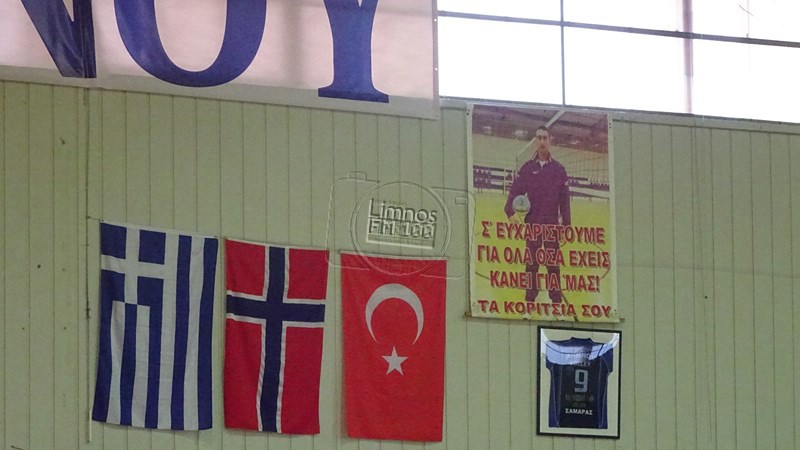 ΝΟΥ
Limnos
FM 100
Σ' ΕΥΧΑΡΙΣΤΟΥΜΕ
ΓΙΑ ΟΛΑ ΟΣΑ ΕΧΕΙΣ
ΚΑΝΕΙ ΓΙΑ ΜΑΣ!
ΤΑ ΚΟΡΙΤΣΙΑ ΣΟΥ
9
ΣΑΜΑΡΑΣ